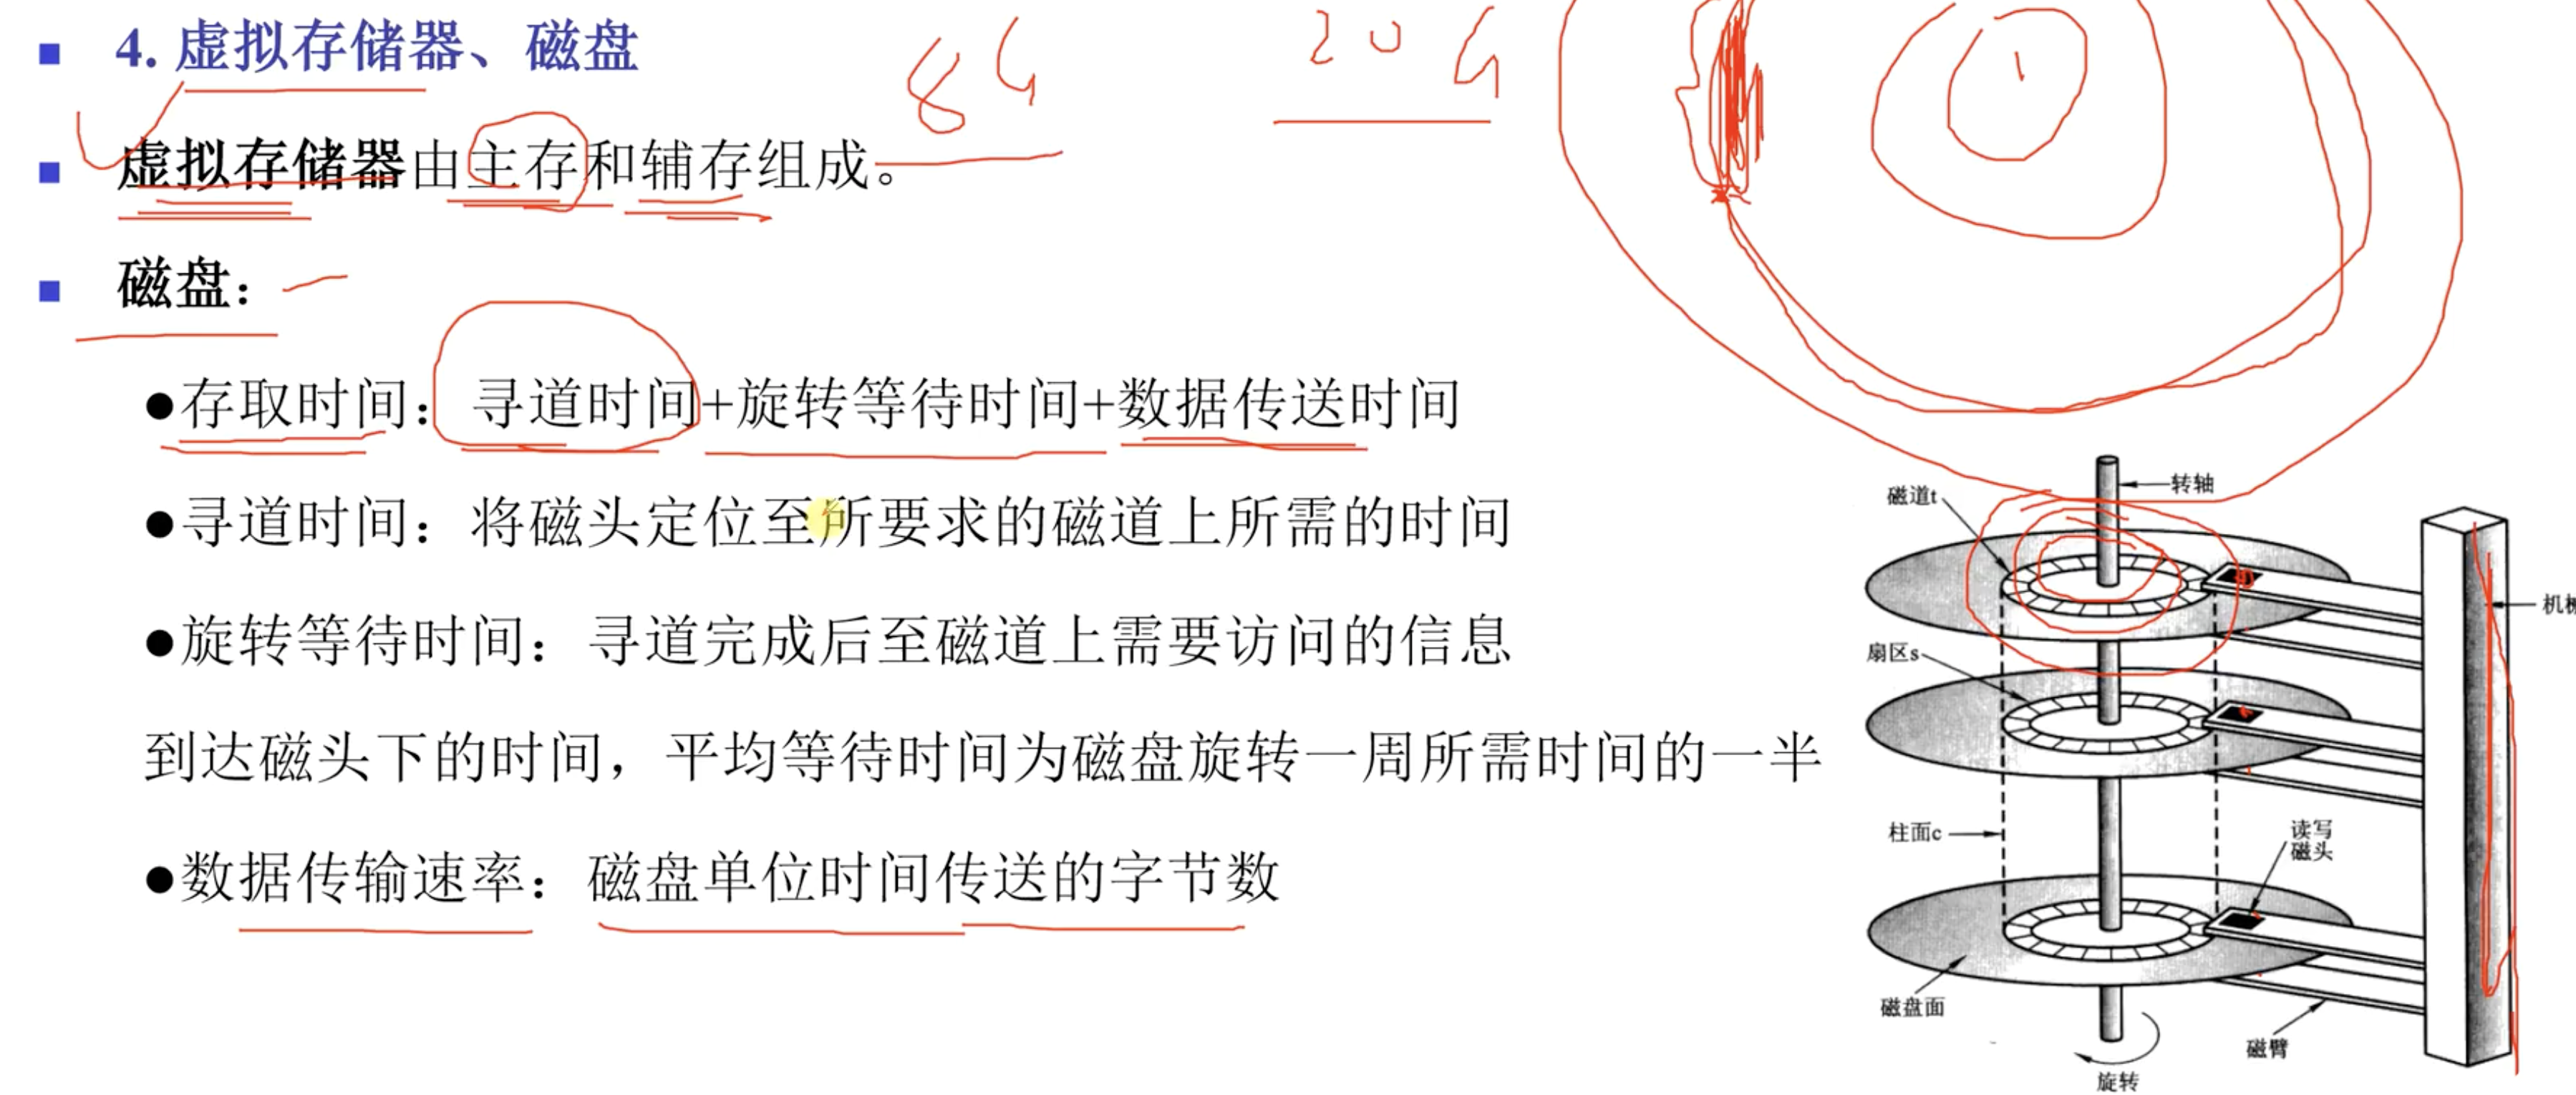 4. 虚拟存储器、磁盘
8G
20G
虚拟存储器由主存和辅存组成。
磁盘：
●存取时间：寻道时间+旋转等待时间+数据传送时间
●寻道时间：将磁头定位至所要求的磁道上所需的时间
●旋转等待时间：寻道完成后至磁道上需要访问的信息
到达磁头下的时间，平均等待时间为磁盘旋转一周所需时间的一半
●数据传输速率：磁盘单位时间传送的字节数
磁道t
转轴
扇区s
柱面c
读写
磁头
磁盘面
磁臂
旋转